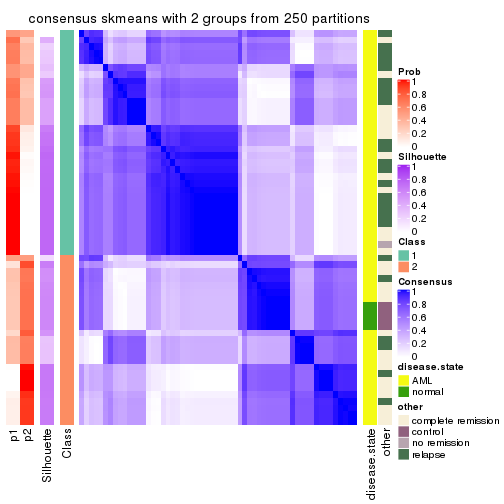 consensus skmeans with 2 groups from 250 partitions
Prob
1
0.8
0.6
0.4
0.2
0
Silhouette
1
0.8
0.6
0.4
0.2
0
Class
1
2
Consensus
1
0.8
0.6
0.4
0.2
0
disease.state
AML
normal
other
complete remission
control
no remission
relapse
p1
p2
Silhouette
Class
disease.state
other